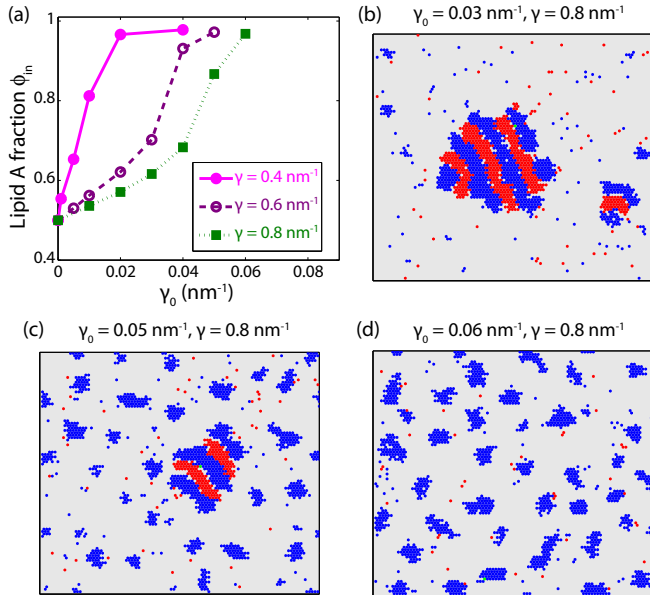 (a)
Lipid A fraction ϕin
1
0.8
0.6
0.4
0
0.02
0.04
0.06
0.08
γ0 (nm-1)
γ = 0.4 nm-1
γ = 0.6 nm-1
γ = 0.8 nm-1
(b)
γ0 = 0.03 nm-1, γ = 0.8 nm-1
(c)
γ0 = 0.05 nm-1, γ = 0.8 nm-1
(d)
γ0 = 0.06 nm-1, γ = 0.8 nm-1